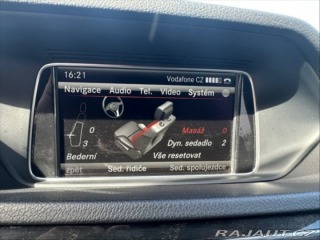 16:21 Vodafone CZ
Navigace Audio Tel. Video Systém
3
0
Masáž 0
Dyn. sedadlo 2
Bederní Vše resetovat
zpět Sed. řidiče Sed. spolujezdce
RAJAUT.CZ